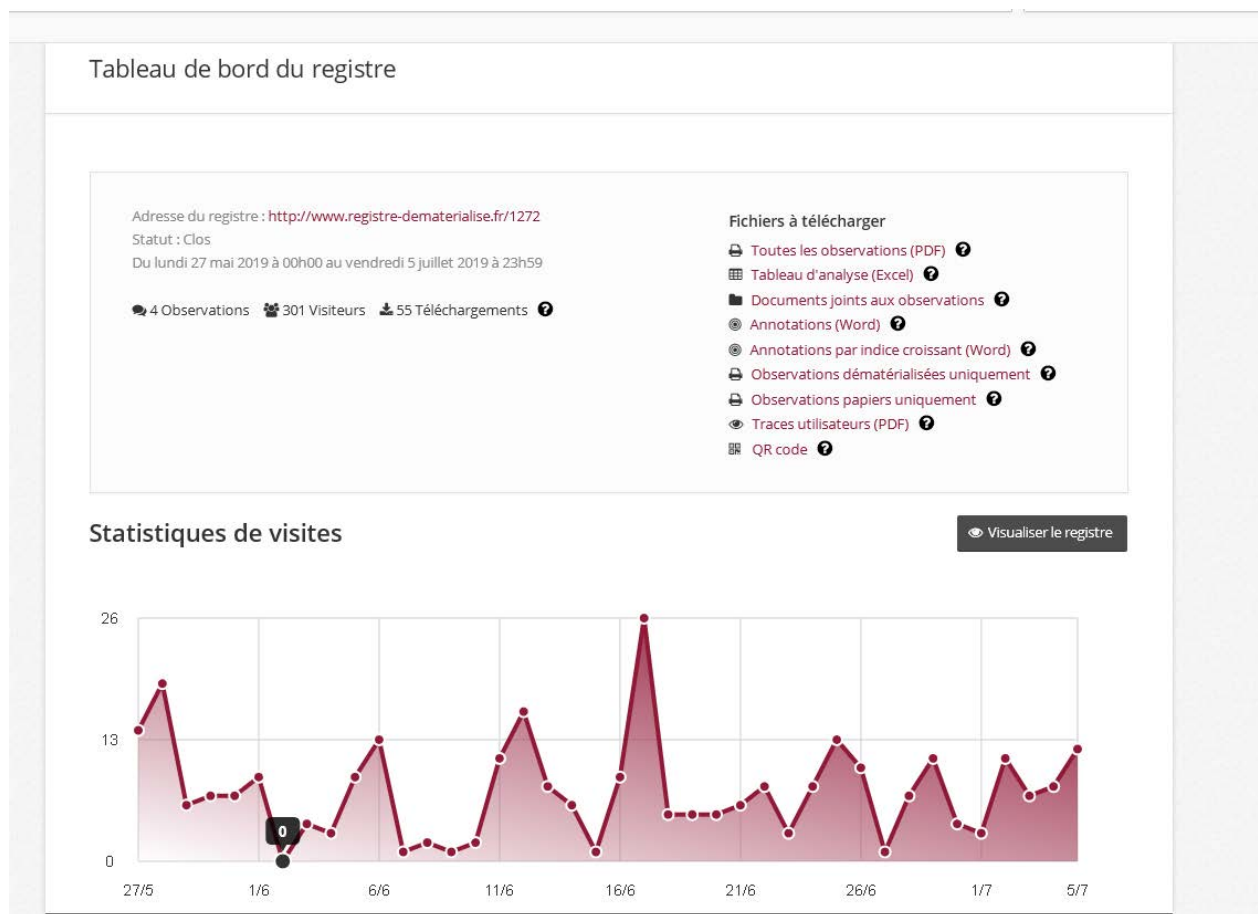 Tableau de bord du registre
Adresse du registre : http://www.registre-dematerialise.fr/1272
Statut : Clos
Du lundi 27 mai 2019 à 00h00 au vendredi 5 juillet 2019 à 23h59
4 Observations 301 Visiteurs 55 Téléchargements ?
Fichiers à télécharger
Toutes les observations (PDF) ?
Tableau d'analyse (Excel) ?
Documents joints aux observations ?
Annotations (Word) ?
Annotations par indice croissant (Word) ?
Observations dématérialisées uniquement ?
Observations papiers uniquement ?
Traces utilisateurs (PDF) ?
QR code ?
Statistiques de visites
Visualiser le registre
26
13
0
0
27/5 1/6 6/6 11/6 16/6 21/6 26/6 1/7 5/7